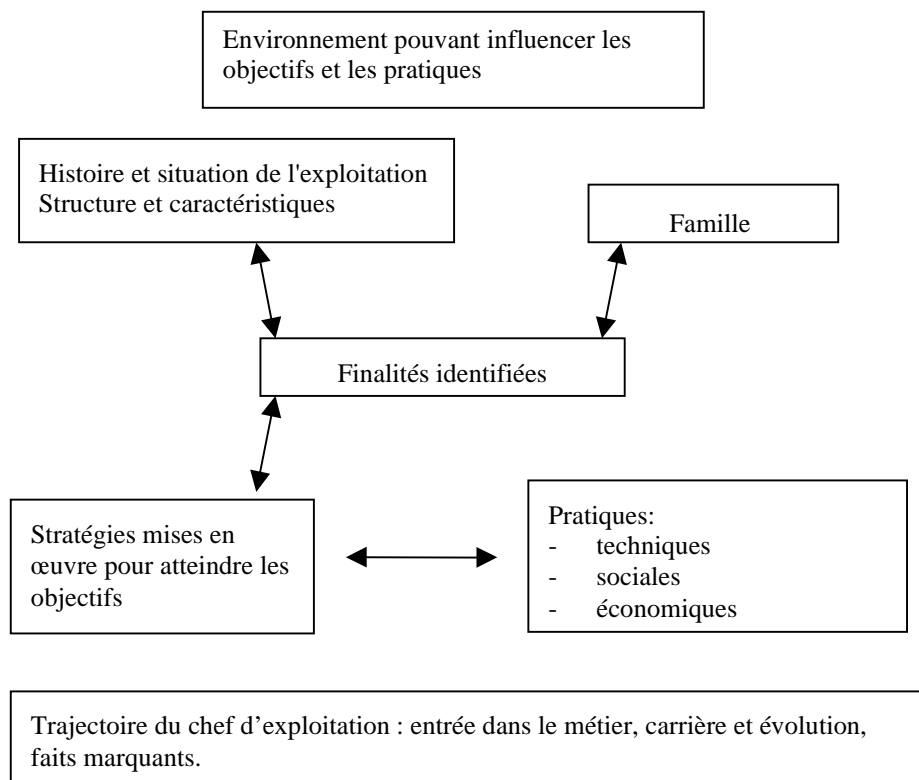 Environnement pouvant influencer les
objectifs et les pratiques
Histoire et situation de l'exploitation
Structure et caractéristiques
Famille
Finalités identifiées
Stratégies mises en
œuvre pour atteindre les
objectifs
Pratiques:
- techniques
- sociales
- économiques
Trajectoire du chef d’exploitation : entrée dans le métier, carrière et évolution,
faits marquants.